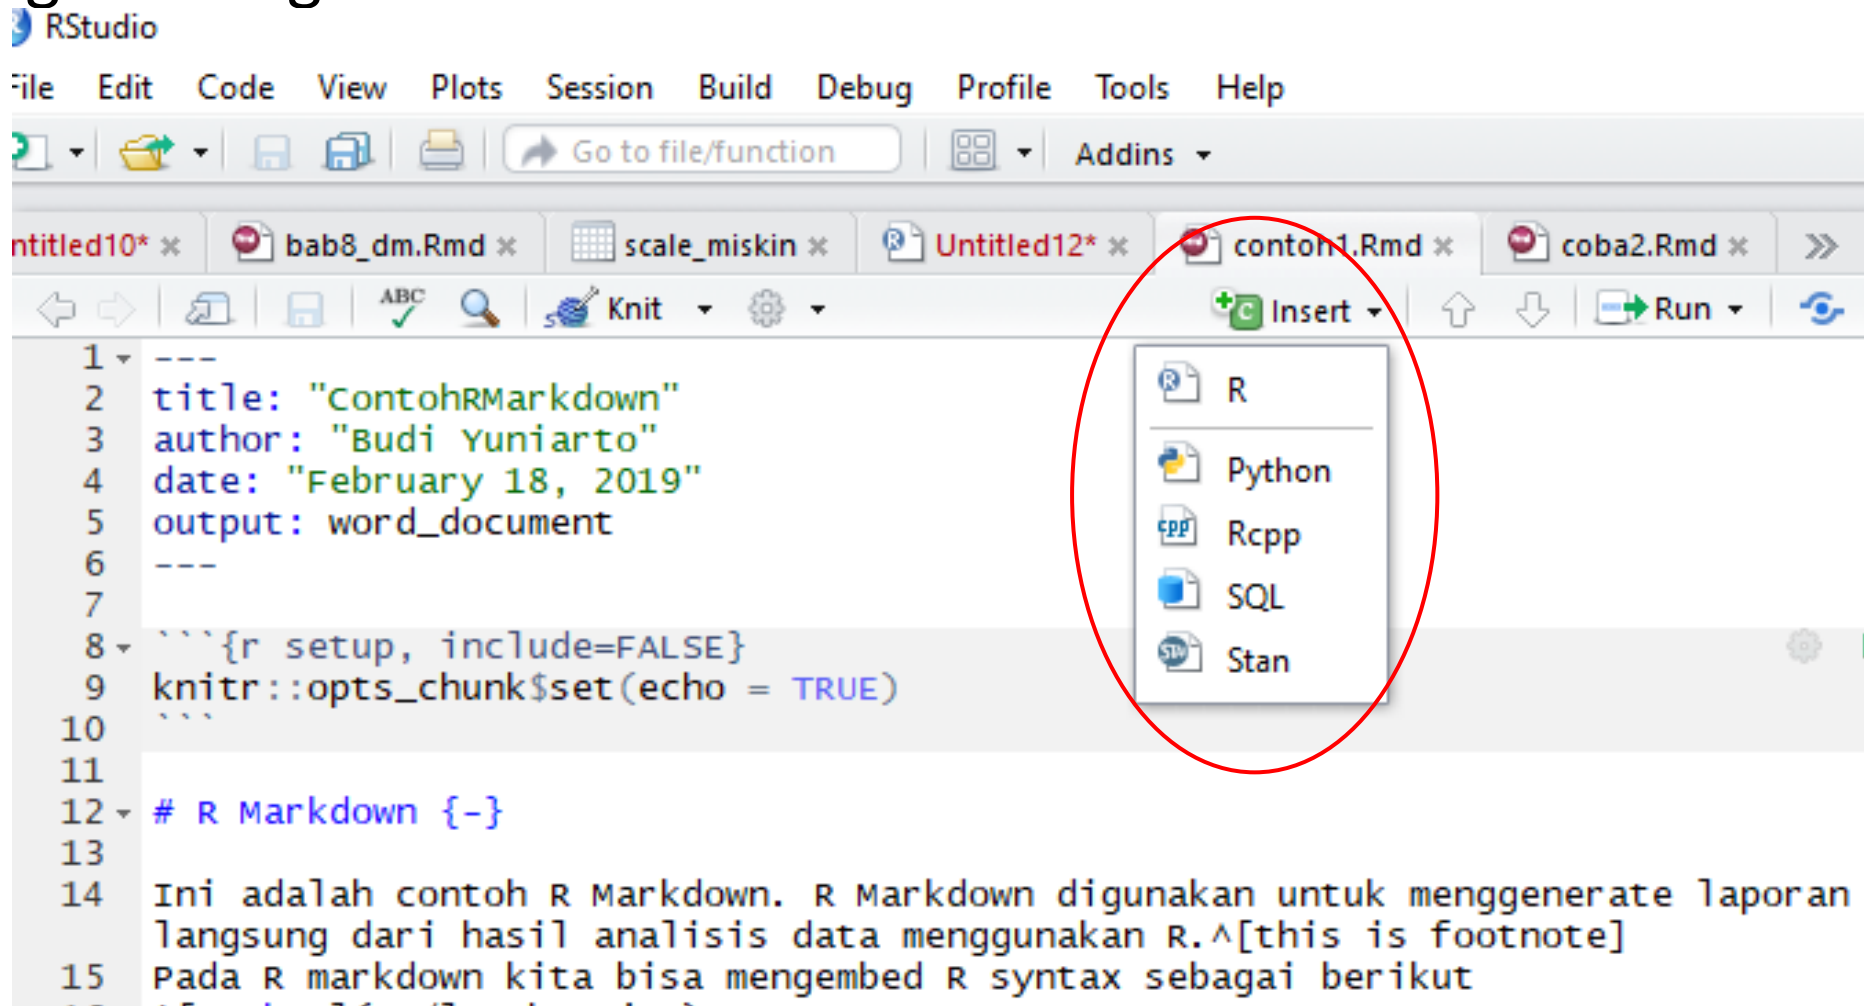 RStudio
File Edit Code View Plots Session Build Debug Profile Tools Help
Go to file/function Addins
ntitled10* bab8_dm.Rmd scale_miskin Untitled12* contoh1.Rmd coba2.Rmd
ABC Knit Insert Run
1 ---
2 title: "ContohRMarkdown"
3 author: "Budi Yuniarto"
4 date: "February 18, 2019"
5 output: word_document
6 ---
7
8 ```{r setup, include=FALSE}
9 knitr::opts_chunk$set(echo = TRUE)
10 ```
11
12 # R Markdown {-}
13
14 Ini adalah contoh R Markdown. R Markdown digunakan untuk menggenerate laporan
langsung dari hasil analisis data menggunakan R.^[this is footnote]
15 Pada R markdown kita bisa mengembed R syntax sebagai berikut
R
Python
Rcpp
SQL
Stan